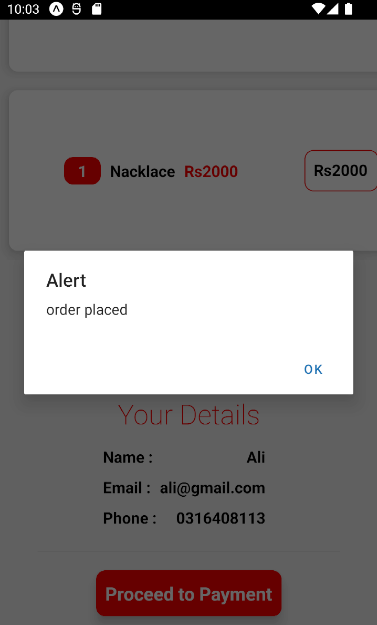 10:03
1 Nacklace Rs2000 Rs2000
Alert
order placed
OK
Your Details
Name : Ali
Email : ali@gmail.com
Phone : 0316408113
Proceed to Payment